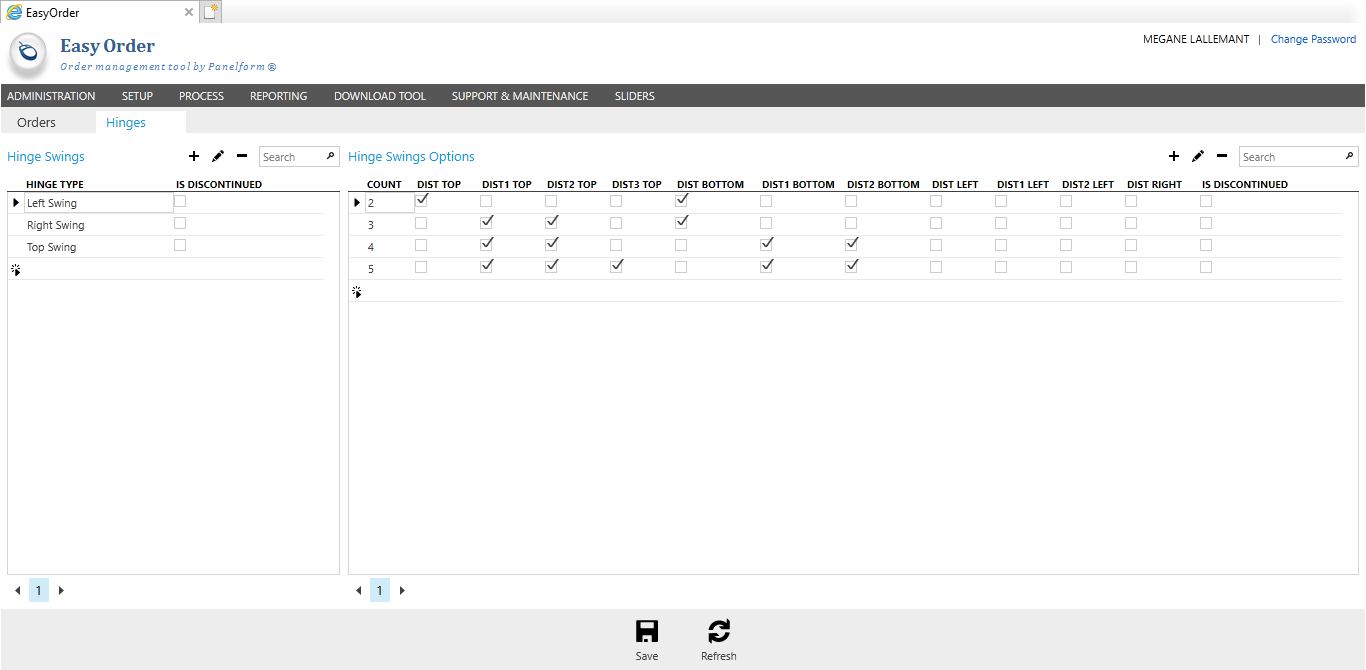 EasyOrder
Easy Order
Order management tool by Panelform ®
MEGANE LALLEMANT | Change Password
ADMINISTRATION SETUP PROCESS REPORTING DOWNLOAD TOOL SUPPORT & MAINTENANCE SLIDERS
Orders Hinges
Hinge Swings Search
HINGE TYPE IS DISCONTINUED
Left Swing
Right Swing
Top Swing
1
Hinge Swings Options Search
COUNT DIST TOP DIST1 TOP DIST2 TOP DIST3 TOP DIST BOTTOM DIST1 BOTTOM DIST2 BOTTOM DIST LEFT DIST1 LEFT DIST2 LEFT DIST RIGHT IS DISCONTINUED
2
3
4
5
1
Save Refresh